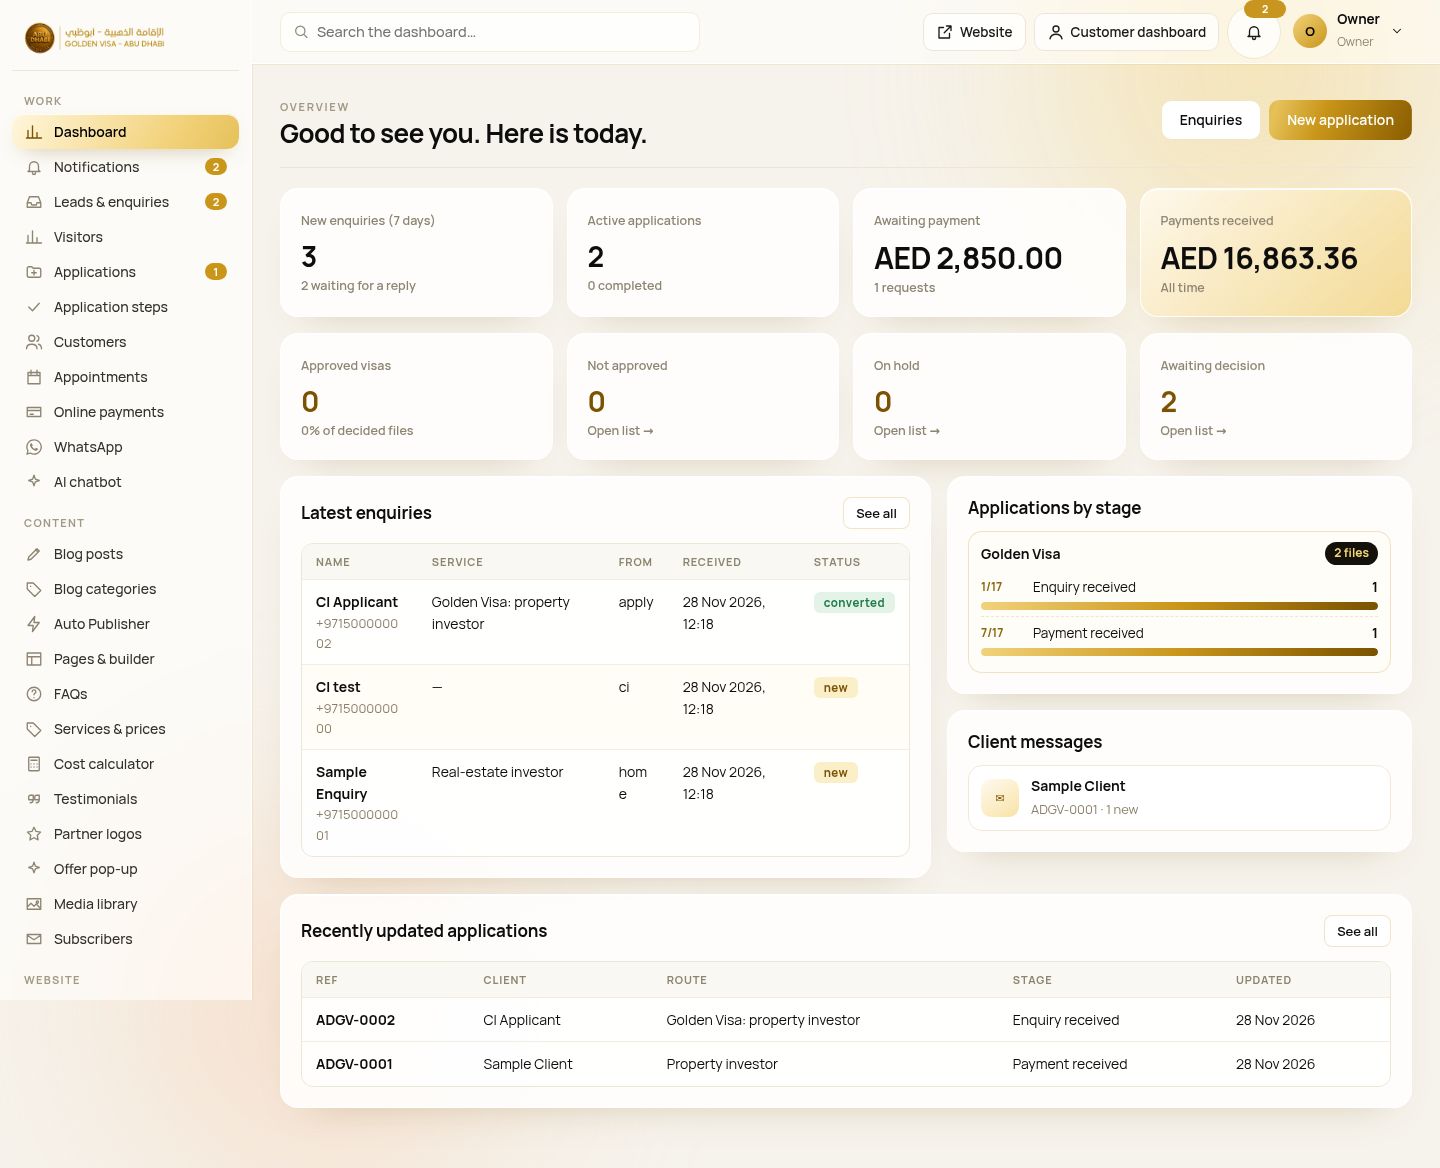 ABU DHABI
الإقامة الذهبية - ابوظبي
GOLDEN VISA - ABU DHABI
WORK
Dashboard
Notifications 2
Leads & enquiries 2
Visitors
Applications 1
Application steps
Customers
Appointments
Online payments
WhatsApp
AI chatbot
CONTENT
Blog posts
Blog categories
Auto Publisher
Pages & builder
FAQs
Services & prices
Cost calculator
Testimonials
Partner logos
Offer pop-up
Media library
Subscribers
WEBSITE
Search the dashboard...
Website
Customer dashboard
2
O
Owner
Owner
OVERVIEW
Good to see you. Here is today.
Enquiries
New application
New enquiries (7 days)
3
2 waiting for a reply
Active applications
2
0 completed
Awaiting payment
AED 2,850.00
1 requests
Payments received
AED 16,863.36
All time
Approved visas
0
0% of decided files
Not approved
0
Open list →
On hold
0
Open list →
Awaiting decision
2
Open list →
Latest enquiries
See all
NAME SERVICE FROM RECEIVED STATUS
CI Applicant Golden Visa: property apply 28 Nov 2026, converted
+9715000000 investor 12:18
02
CI test — ci 28 Nov 2026, new
+9715000000 12:18
00
Sample Real-estate investor hom 28 Nov 2026, new
Enquiry e 12:18
+9715000000
01
Applications by stage
Golden Visa 2 files
1/17 Enquiry received 1
7/17 Payment received 1
Client messages
Sample Client
ADGV-0001 · 1 new
Recently updated applications
See all
REF CLIENT ROUTE STAGE UPDATED
ADGV-0002 CI Applicant Golden Visa: property investor Enquiry received 28 Nov 2026
ADGV-0001 Sample Client Property investor Payment received 28 Nov 2026